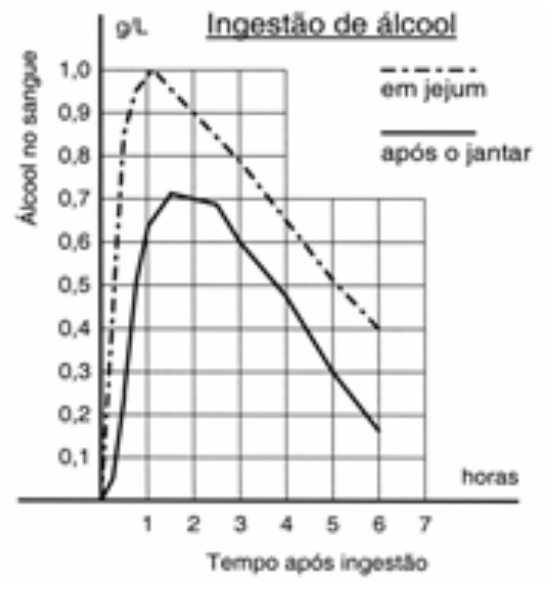 g/L
Ingestão de álcool
em jejum
após o jantar
Álcool no sangue
1,0
0,9
0,8
0,7
0,6
0,5
0,4
0,3
0,2
0,1
horas
1 2 3 4 5 6 7
Tempo após ingestão